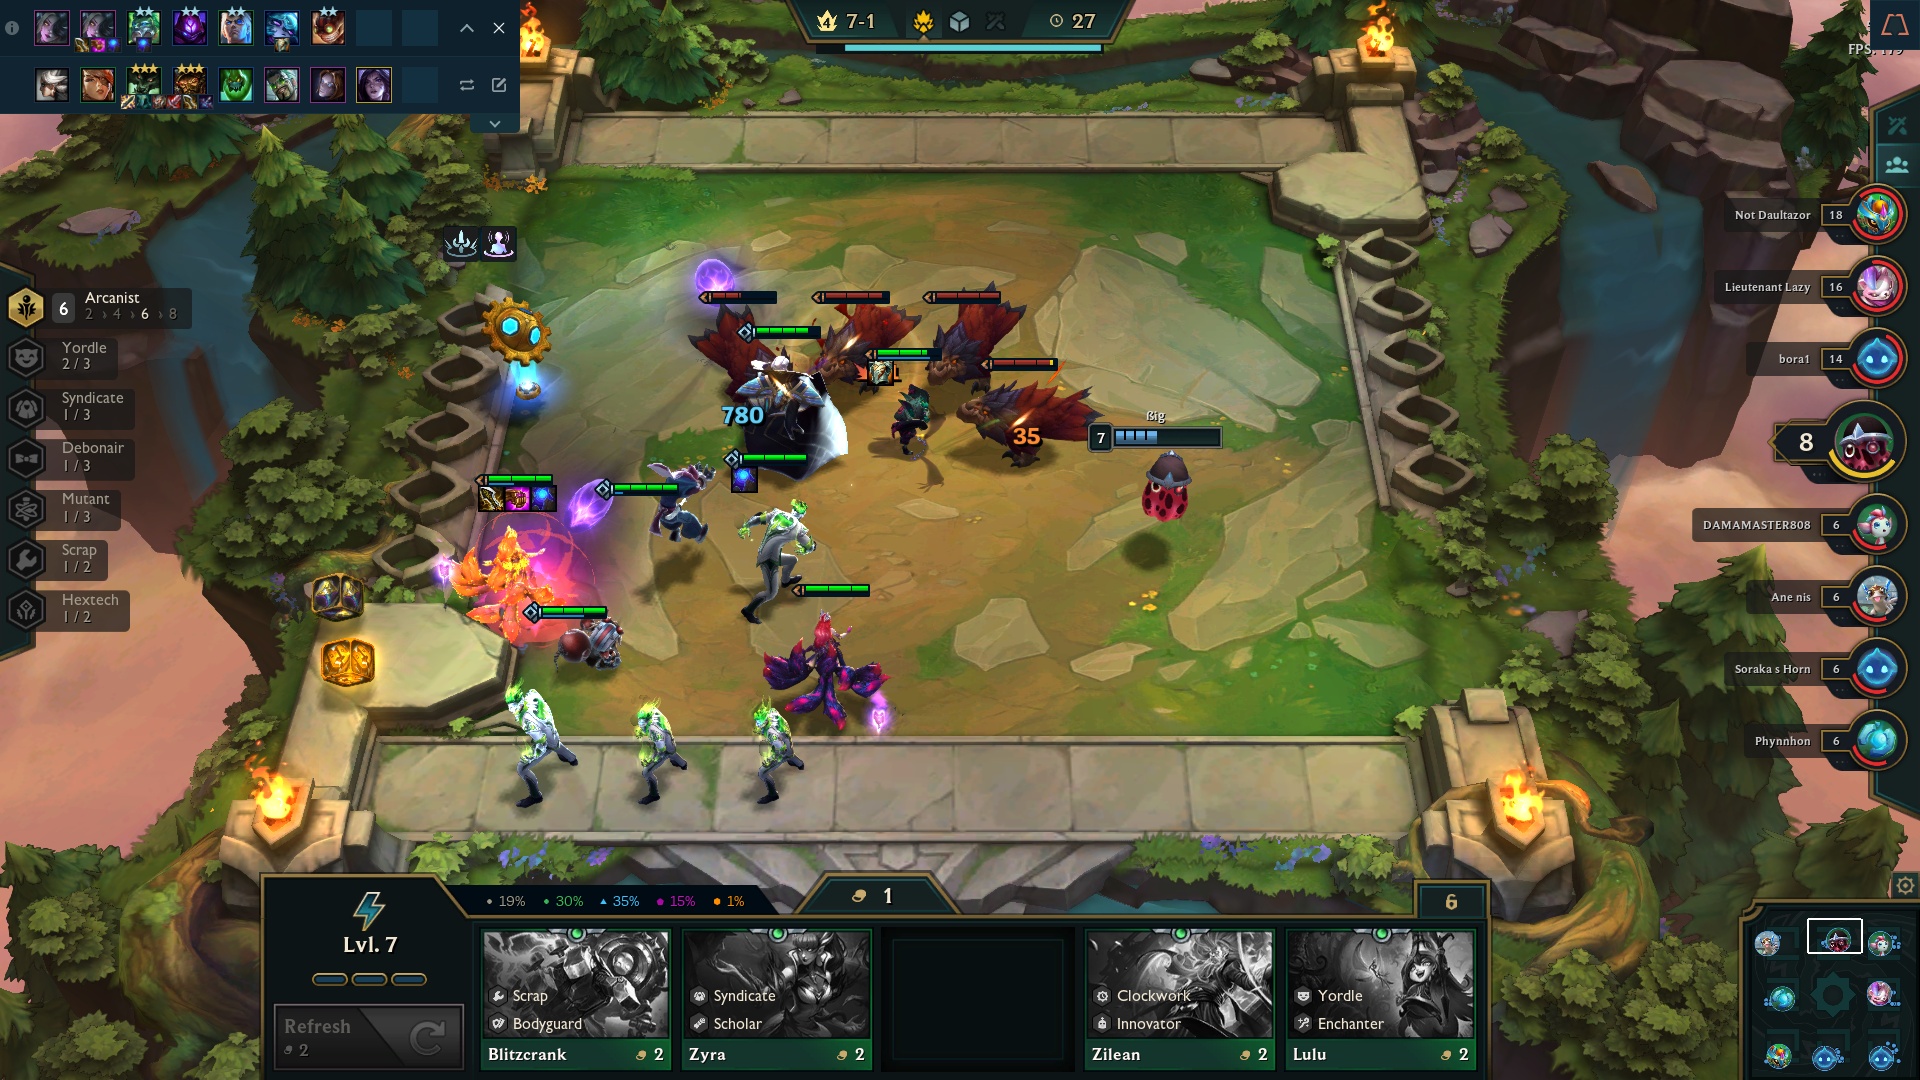 7-1
27
FPS:
Not Daultazor 18
Lieutenant Lazy 16
bora1 14
8
DAMAMASTER808 6
Ane nis 6
Soraka s Horn 6
Phynnhon 6
6 Arcanist
2 › 4 › 6 › 8
Yordle
2 / 3
Syndicate
1 / 3
Debonair
1 / 3
Mutant
1 / 3
Scrap
1 / 2
Hextech
1 / 2
780
35
ßig
7
19% 30% 35% 15% 1%
1
6
Lvl. 7
Refresh
2
Scrap
Bodyguard
Blitzcrank 2
Syndicate
Scholar
Zyra 2
Clockwork
Innovator
Zilean 2
Yordle
Enchanter
Lulu 2